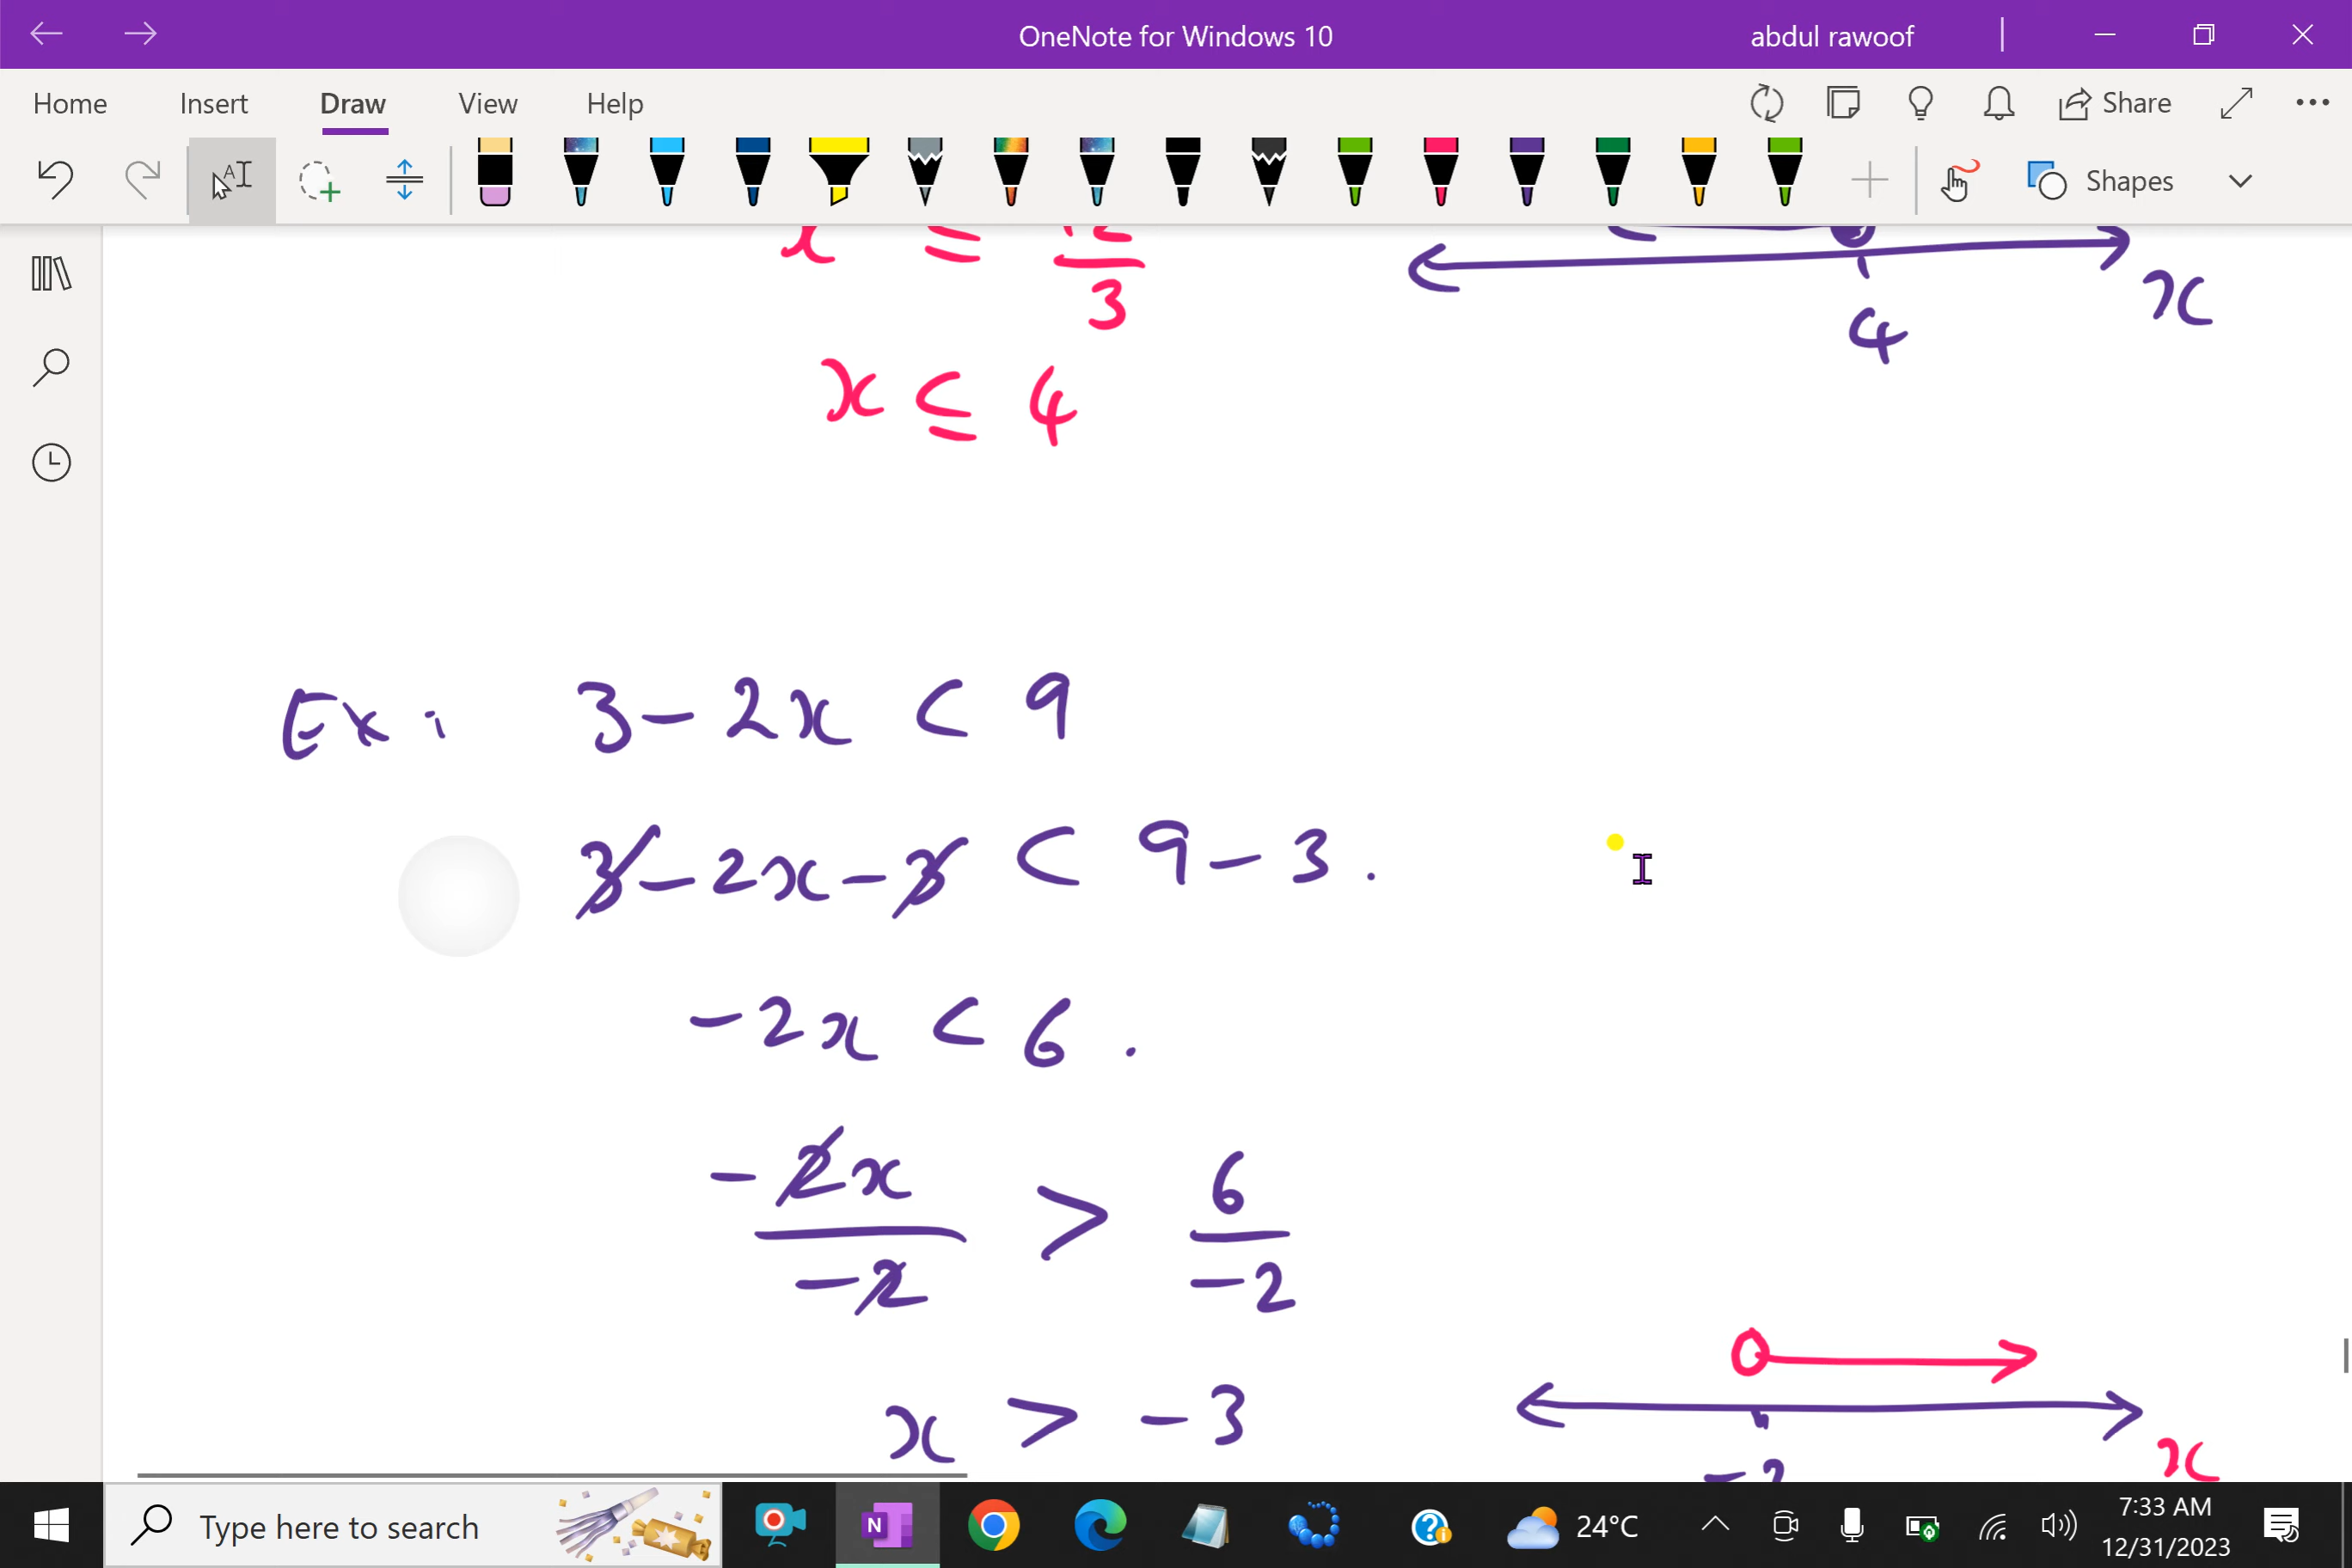 OneNote for Windows 10
abdul rawoof
Home Insert Draw View Help
Share
Shapes
3
x
4
x ≤ 4
Ex: 3 - 2x < 9
3 - 2x - 3 < 9 - 3.
-2x < 6.
-2x / -2 > 6 / -2
x > -3
x
Type here to search
24°C
7:33 AM
12/31/2023